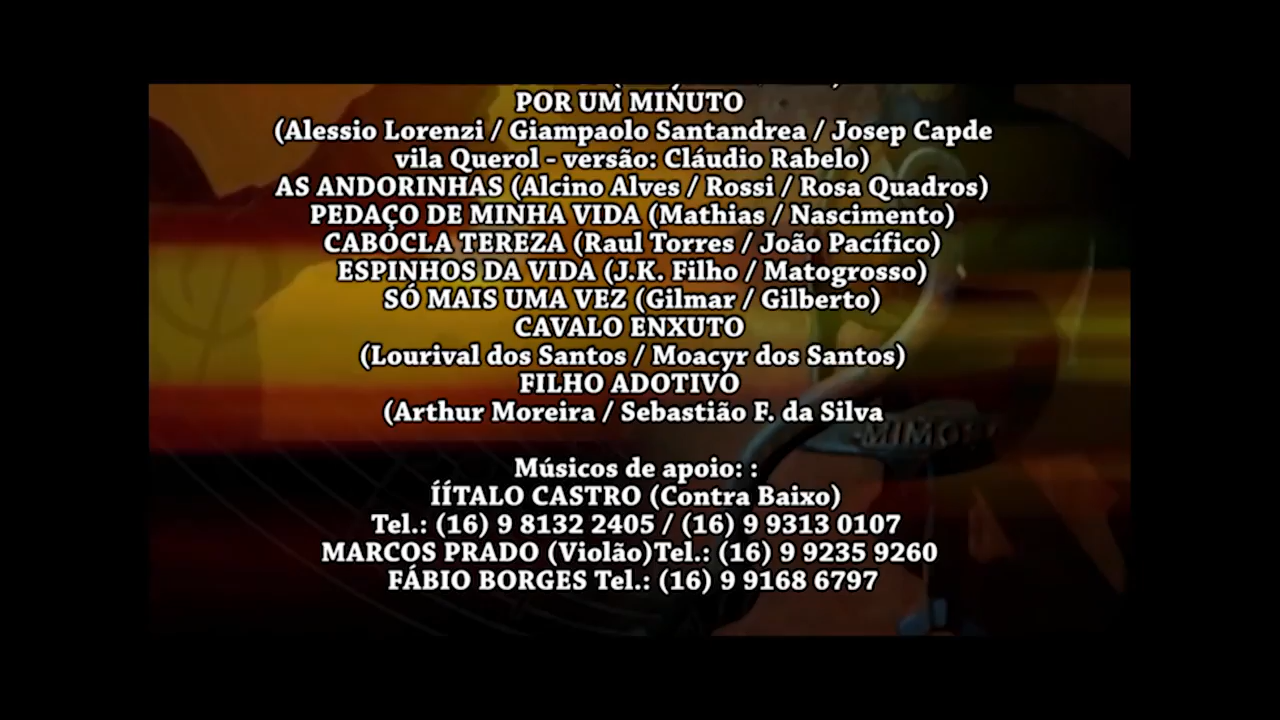 POR UM MINUTO
(Alessio Lorenzi / Giampaolo Santandrea / Josep Capde
vila Querol - versão: Cláudio Rabelo)
AS ANDORINHAS (Alcino Alves / Rossi / Rosa Quadros)
PEDAÇO DE MINHA VIDA (Mathias / Nascimento)
CABOCLA TEREZA (Raul Torres / João Pacífico)
ESPINHOS DA VIDA (J.K. Filho / Matogrosso)
SÓ MAIS UMA VEZ (Gilmar / Gilberto)
CAVALO ENXUTO
(Lourival dos Santos / Moacyr dos Santos)
FILHO ADOTIVO
(Arthur Moreira / Sebastião F. da Silva
Músicos de apoio: :
ÍÍTALO CASTRO (Contra Baixo)
Tel.: (16) 9 8132 2405 / (16) 9 9313 0107
MARCOS PRADO (Violão)Tel.: (16) 9 9235 9260
FÁBIO BORGES Tel.: (16) 9 9168 6797